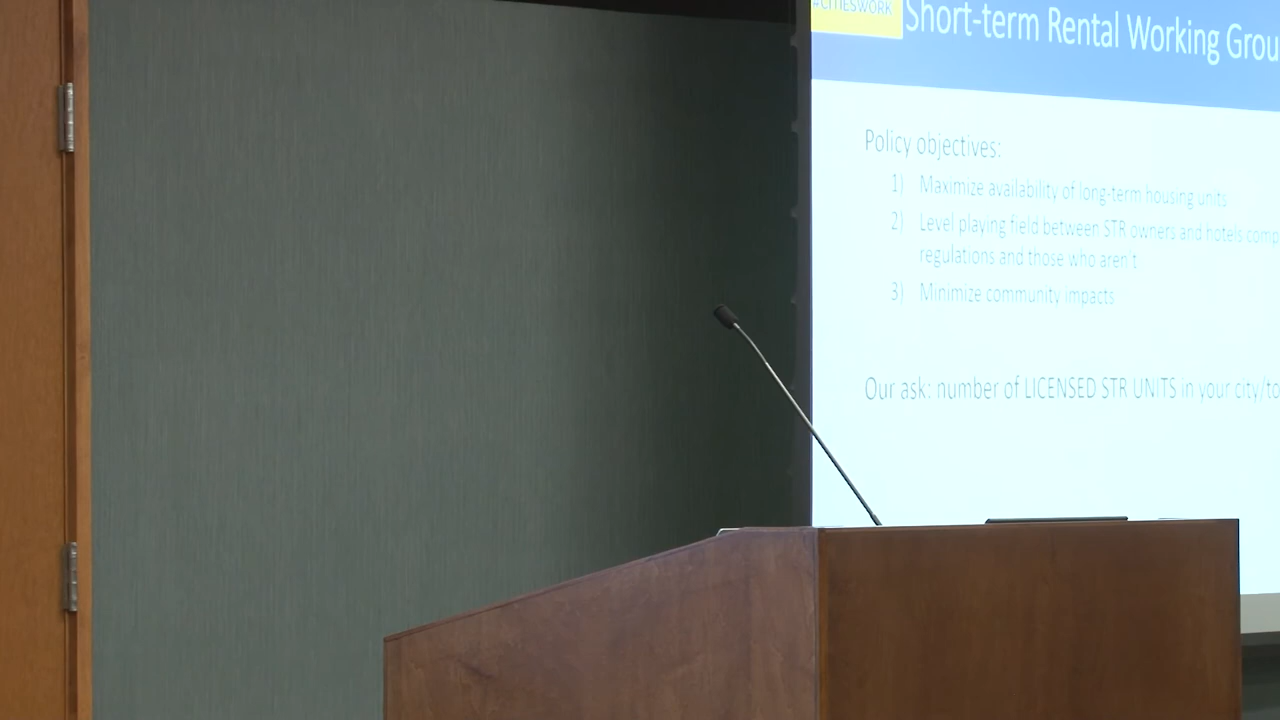 #CITIESWORK
Short-term Rental Working Grou
Policy objectives:
1) Maximize availability of long-term housing units
2) Level playing field between STR owners and hotels comp
regulations and those who aren't
3) Minimize community impacts
Our ask: number of LICENSED STR UNITS in your city/to